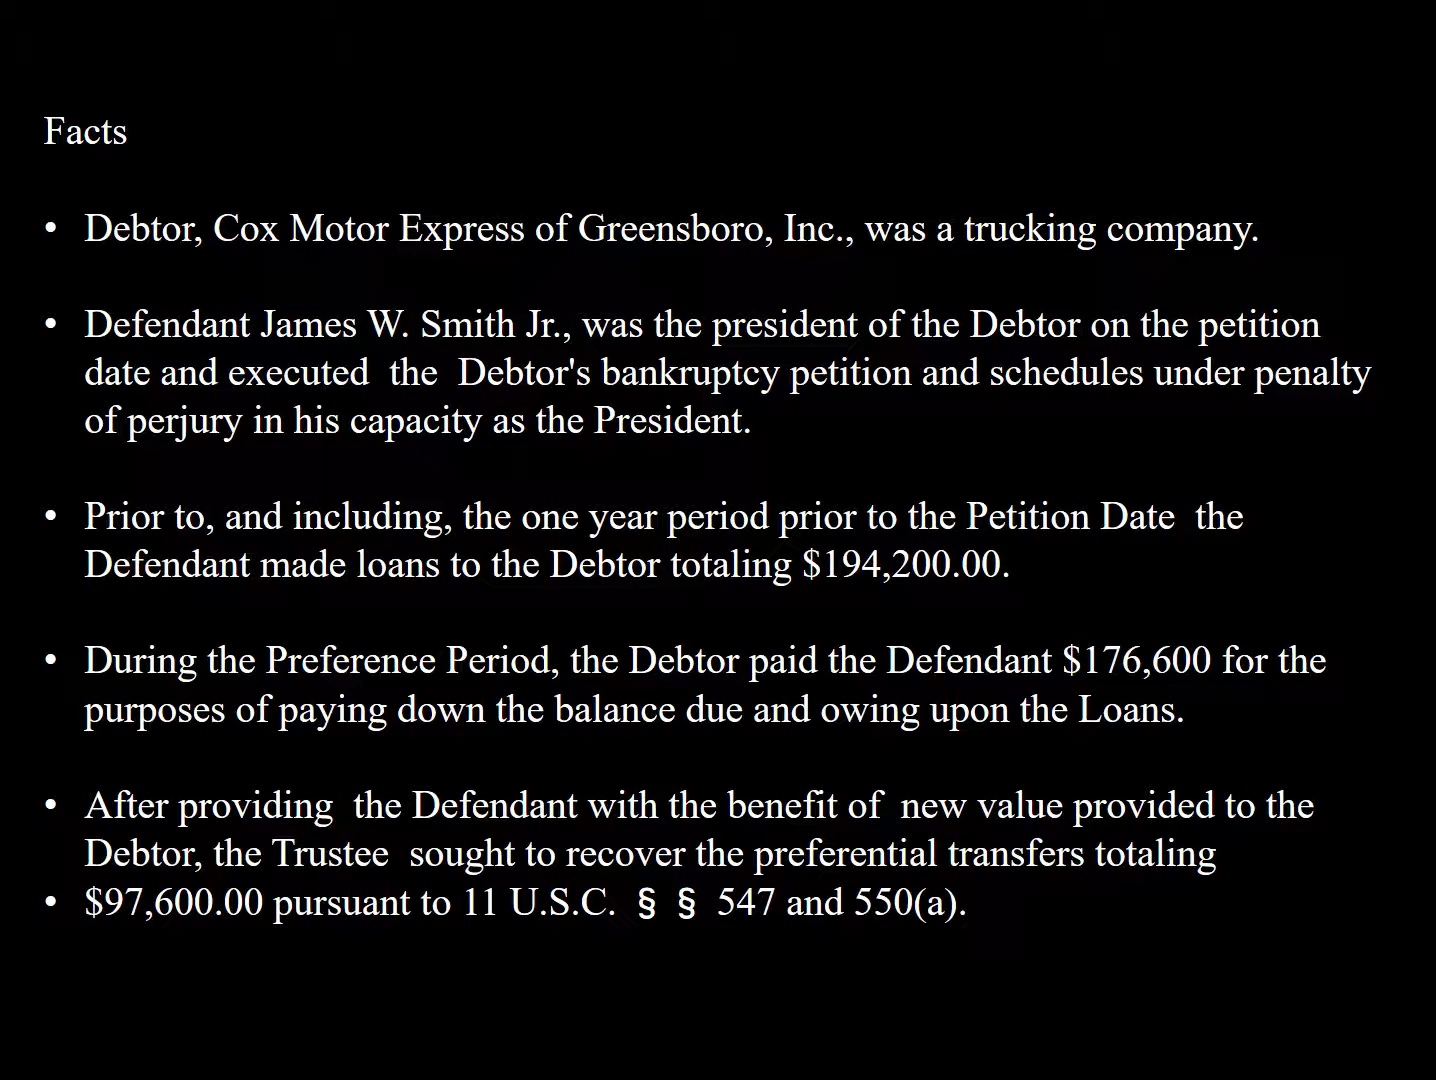 Facts
• Debtor, Cox Motor Express of Greensboro, Inc., was a trucking company.
• Defendant James W. Smith Jr., was the president of the Debtor on the petition
date and executed  the  Debtor's bankruptcy petition and schedules under penalty
of perjury in his capacity as the President.
• Prior to, and including, the one year period prior to the Petition Date  the
Defendant made loans to the Debtor totaling $194,200.00.
• During the Preference Period, the Debtor paid the Defendant $176,600 for the
purposes of paying down the balance due and owing upon the Loans.
• After providing  the Defendant with the benefit of  new value provided to the
Debtor, the Trustee  sought to recover the preferential transfers totaling
• $97,600.00 pursuant to 11 U.S.C. § § 547 and 550(a).